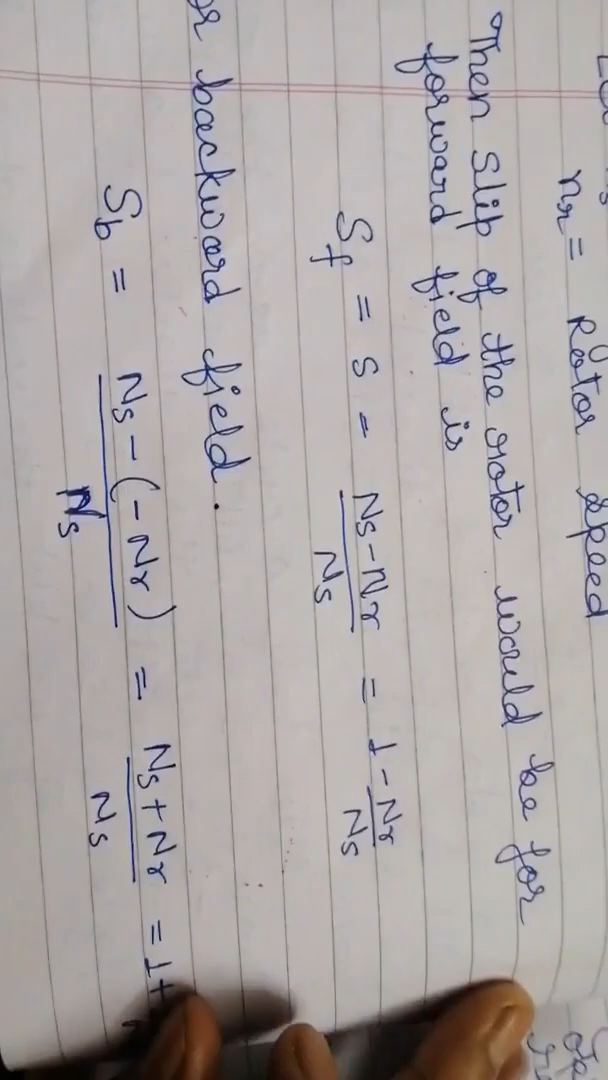 nr = Rotor speed
Then slip of the rotor would be for
forward field is
Sf = s = (Ns - Nr)/Ns = 1 - Nr/Ns
backward field.
Sb = (Ns - (-Nr))/Ns = (Ns + Nr)/Ns = 1 +